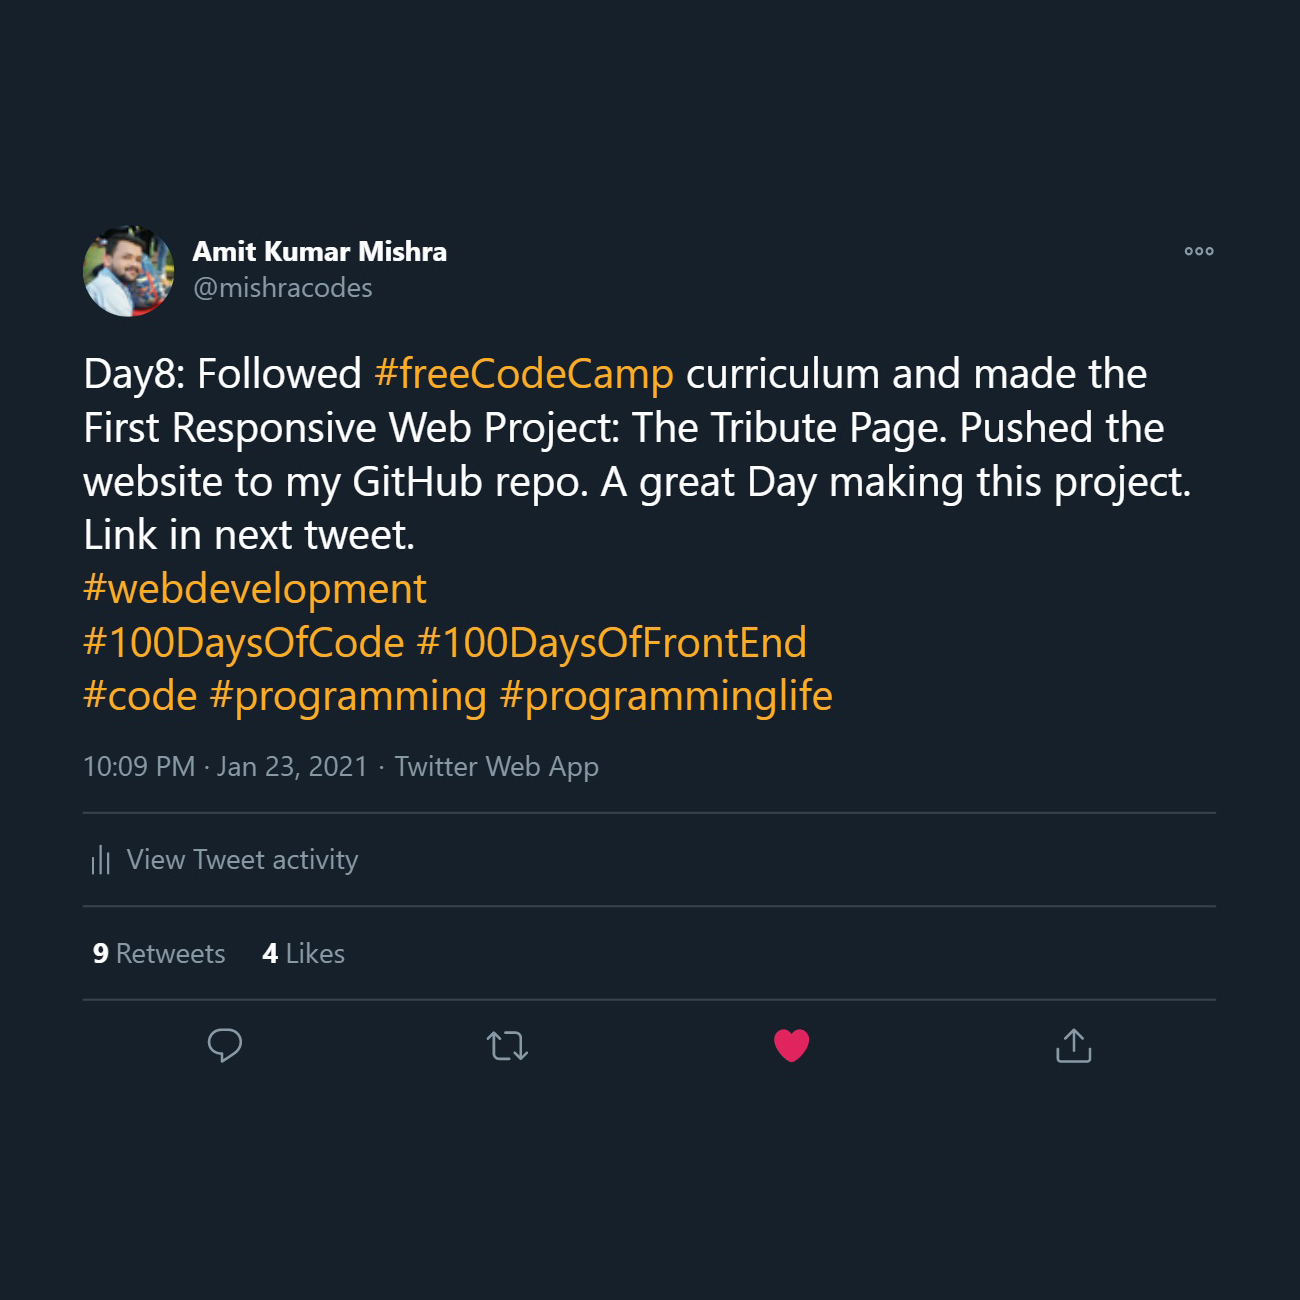 Amit Kumar Mishra
@mishracodes
Day8: Followed #freeCodeCamp curriculum and made the
First Responsive Web Project: The Tribute Page. Pushed the
website to my GitHub repo. A great Day making this project.
Link in next tweet.
#webdevelopment
#100DaysOfCode #100DaysOfFrontEnd
#code #programming #programminglife
10:09 PM · Jan 23, 2021 · Twitter Web App
View Tweet activity
9 Retweets 4 Likes